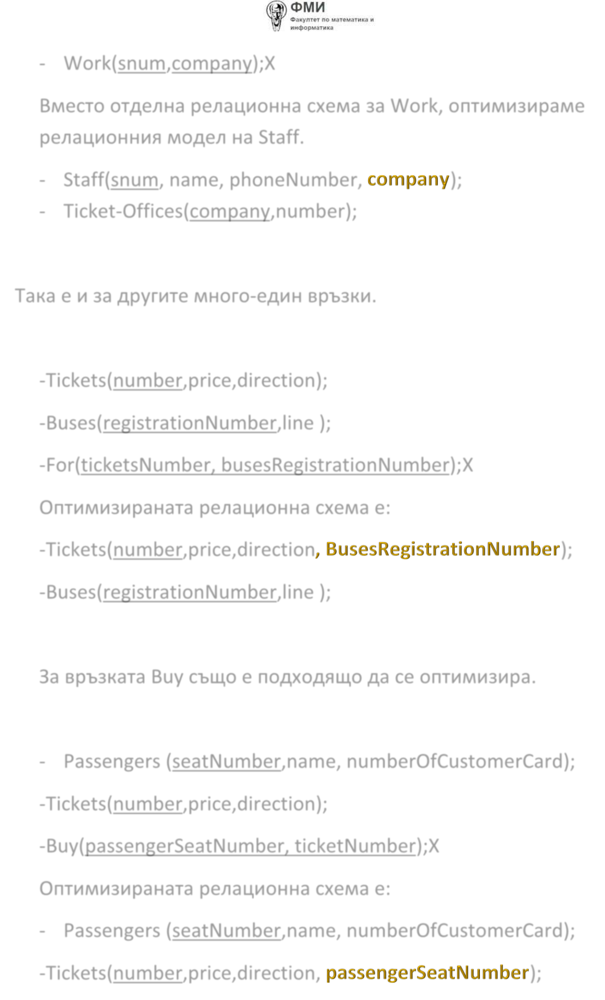 ФМИ
Факултет по математика и
информатика
- Work(snum,company);X
Вместо отделна релационна схема за Work, оптимизираме
релационния модел на Staff.
- Staff(snum, name, phoneNumber, company);
- Ticket-Offices(company,number);
Така е и за другите много-един връзки.
-Tickets(number,price,direction);
-Buses(registrationNumber,line );
-For(ticketsNumber, busesRegistrationNumber);X
Оптимизираната релационна схема е:
-Tickets(number,price,direction, BusesRegistrationNumber);
-Buses(registrationNumber,line );
За връзката Buy също е подходящо да се оптимизира.
- Passengers (seatNumber,name, numberOfCustomerCard);
-Tickets(number,price,direction);
-Buy(passengerSeatNumber, ticketNumber);X
Оптимизираната релационна схема е:
- Passengers (seatNumber,name, numberOfCustomerCard);
-Tickets(number,price,direction, passengerSeatNumber);